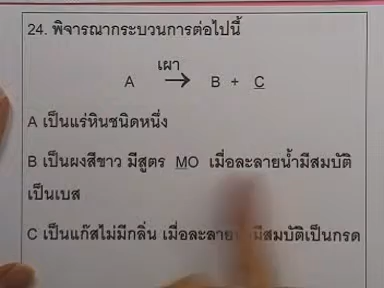 24. พิจารณากระบวนการต่อไปนี้
เผา
A → B + C
A เป็นแร่หินชนิดหนึ่ง
B เป็นผงสีขาว มีสูตร MO เมื่อละลายน้ำมีสมบัติ
เป็นเบส
C เป็นแก๊สไม่มีกลิ่น เมื่อละลาย มีสมบัติเป็นกรด